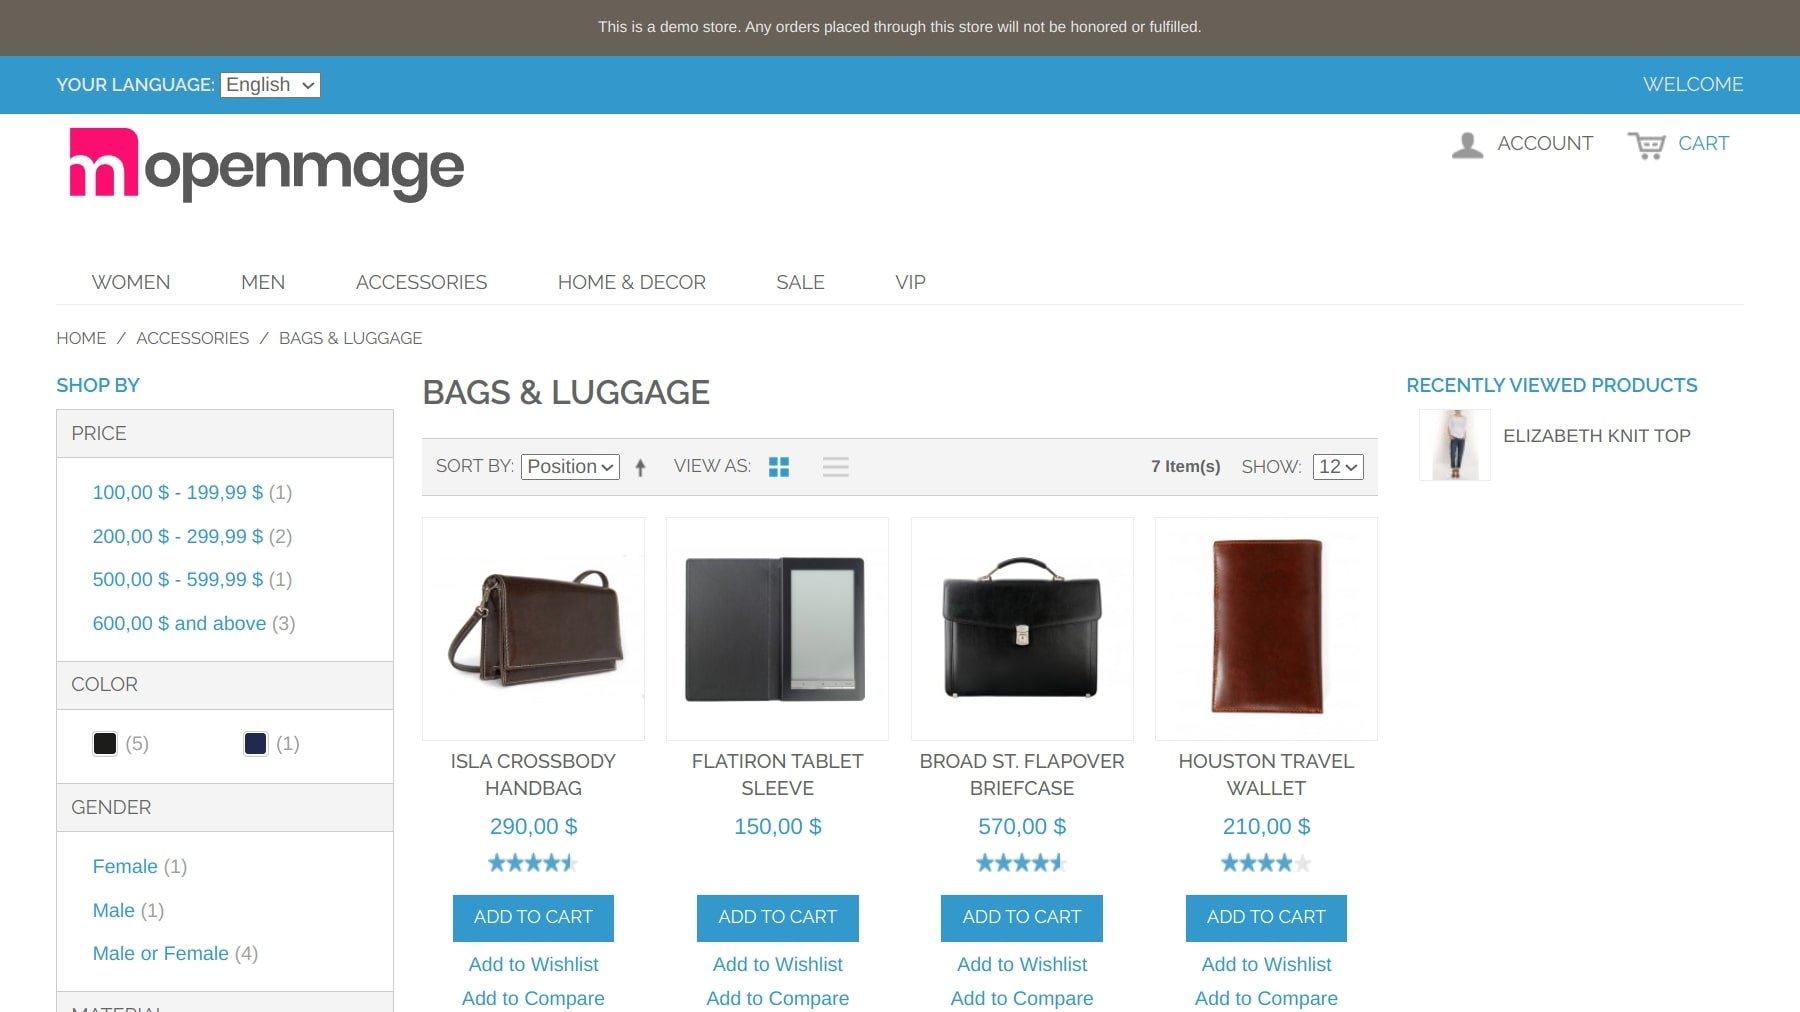 This is a demo store. Any orders placed through this store will not be honored or fulfilled.
YOUR LANGUAGE: English
WELCOME
openmage
ACCOUNT
CART
WOMEN
MEN
ACCESSORIES
HOME & DECOR
SALE
VIP
HOME / ACCESSORIES / BAGS & LUGGAGE
SHOP BY
PRICE
100,00 $ - 199,99 $ (1)
200,00 $ - 299,99 $ (2)
500,00 $ - 599,99 $ (1)
600,00 $ and above (3)
COLOR
(5)
(1)
GENDER
Female (1)
Male (1)
Male or Female (4)
MATERIAL
BAGS & LUGGAGE
SORT BY: Position
VIEW AS:
7 Item(s)
SHOW: 12
ISLA CROSSBODY
HANDBAG
290,00 $
ADD TO CART
Add to Wishlist
Add to Compare
FLATIRON TABLET
SLEEVE
150,00 $
ADD TO CART
Add to Wishlist
Add to Compare
BROAD ST. FLAPOVER
BRIEFCASE
570,00 $
ADD TO CART
Add to Wishlist
Add to Compare
HOUSTON TRAVEL
WALLET
210,00 $
ADD TO CART
Add to Wishlist
Add to Compare
RECENTLY VIEWED PRODUCTS
ELIZABETH KNIT TOP